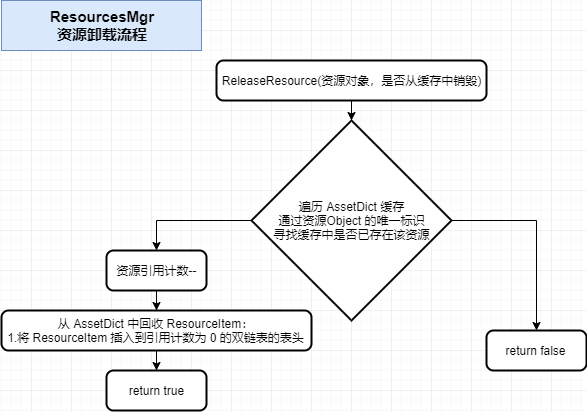 ResourcesMgr
资源卸载流程
ReleaseResource(资源对象，是否从缓存中销毁)
遍历 AssetDict 缓存
通过资源Object 的唯一标识
寻找缓存中是否已存在该资源
资源引用计数--
从 AssetDict 中回收 ResourceItem：
1.将 ResourceItem 插入到引用计数为 0 的双链表的表头
return true
return false